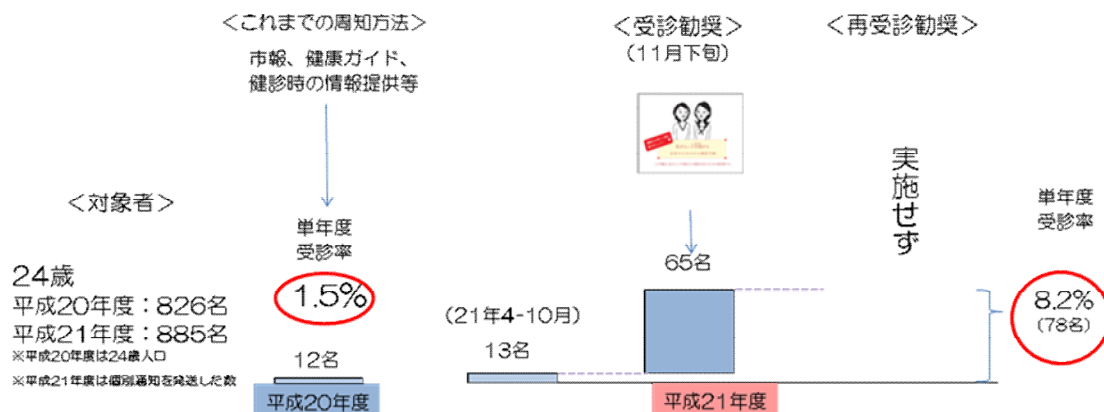 ＜これまでの周知方法＞
市報、健康ガイド、
健診時の情報提供等
＜受診勧奨＞
（11月下旬）
＜再受診勧奨＞
実施せず
＜対象者＞
24歳
平成20年度：826名
平成21年度：885名
※平成20年度は24歳人口
※平成21年度は個別通知を発送した数
単年度
受診率
1.5%
12名
平成20年度
（21年4-10月）
13名
65名
平成21年度
単年度
受診率
8.2%
（78名）